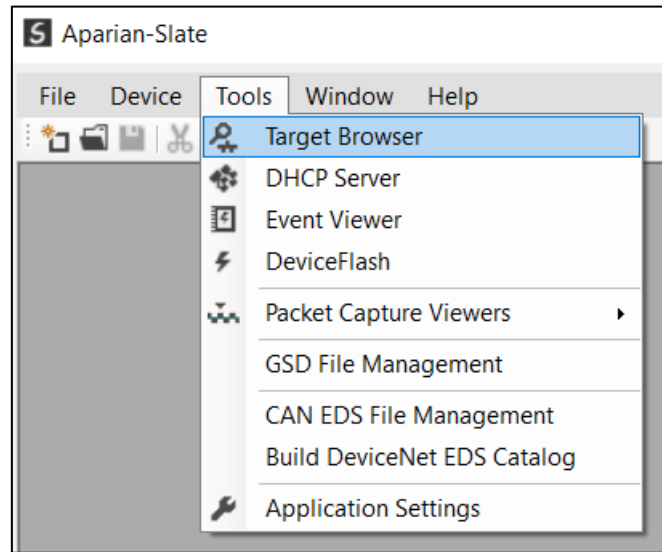 Aparian-Slate
File Device Tools Window Help
Target Browser
DHCP Server
Event Viewer
DeviceFlash
Packet Capture Viewers
GSD File Management
CAN EDS File Management
Build DeviceNet EDS Catalog
Application Settings